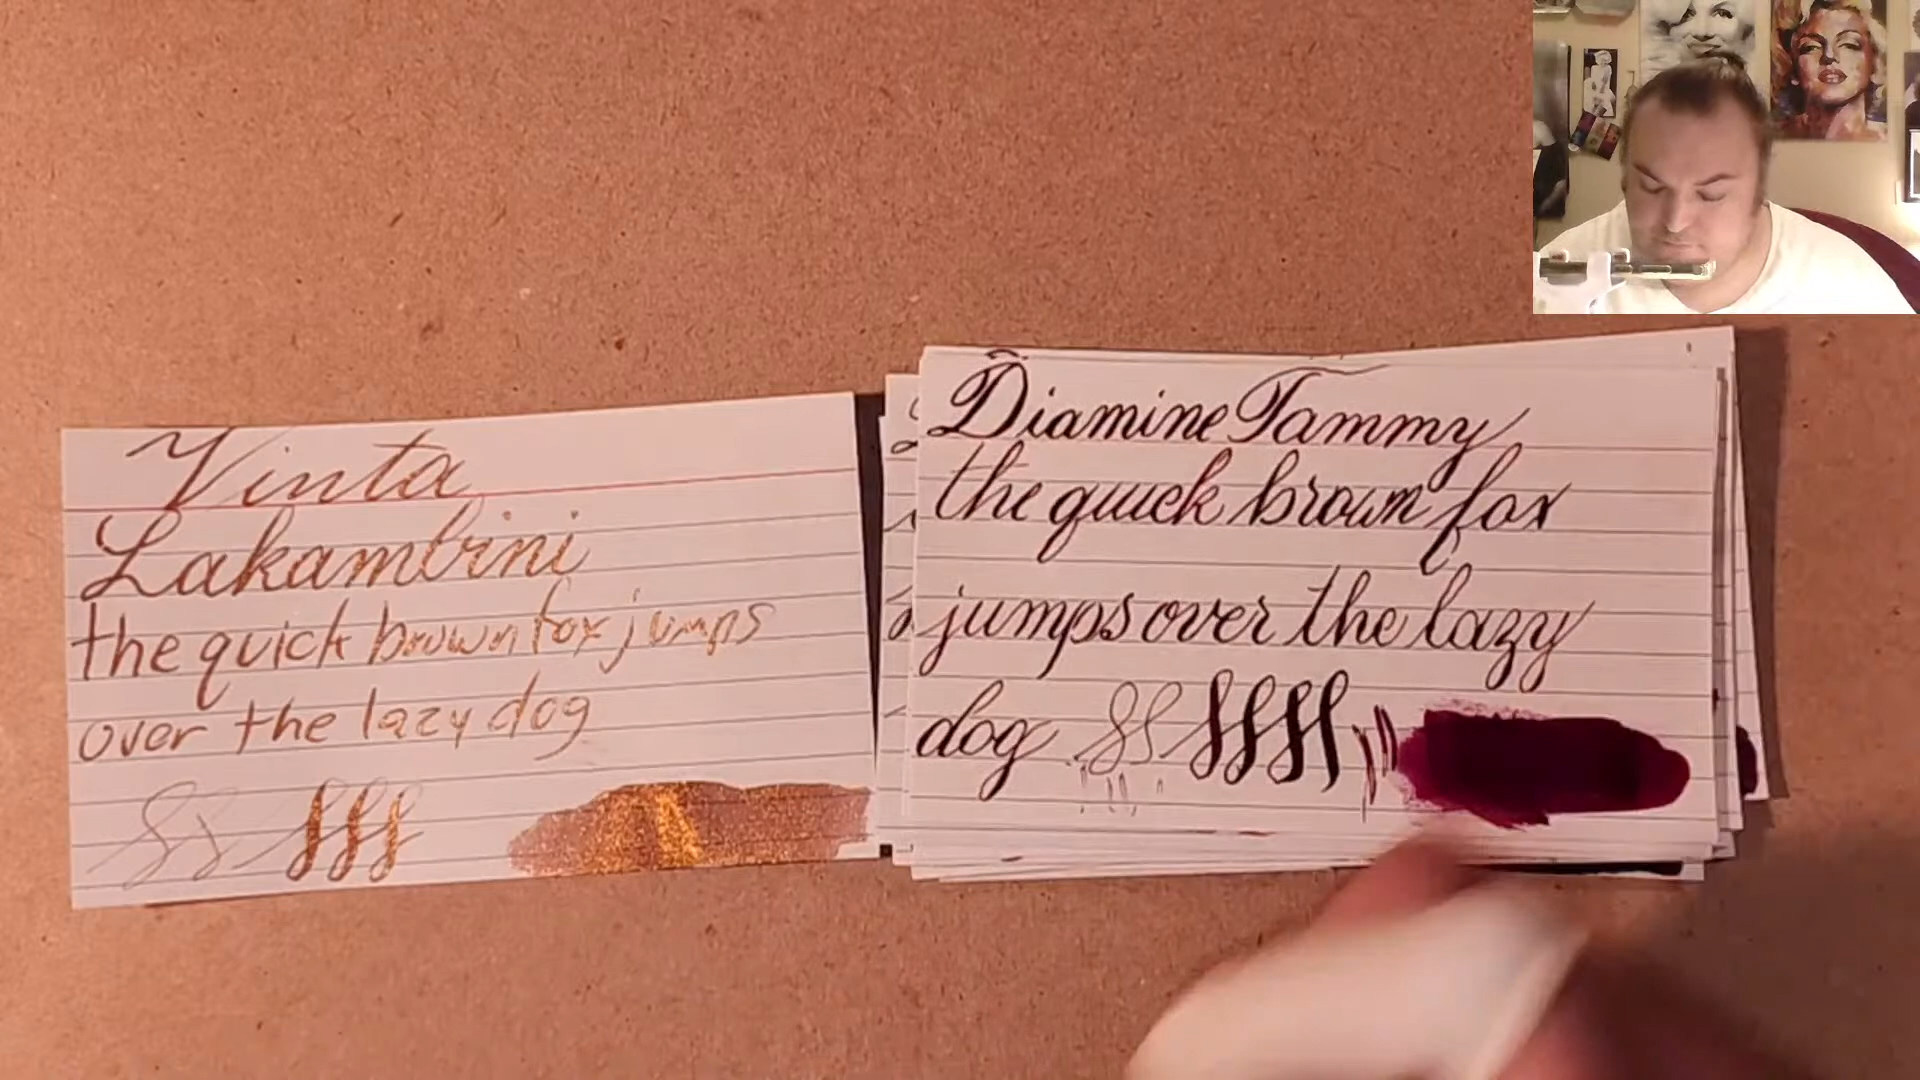 Vinta
Lakambini
the quick brown fox jumps
over the lazy dog
Diamine Tammy
the quick brown fox
jumps over the lazy
dog